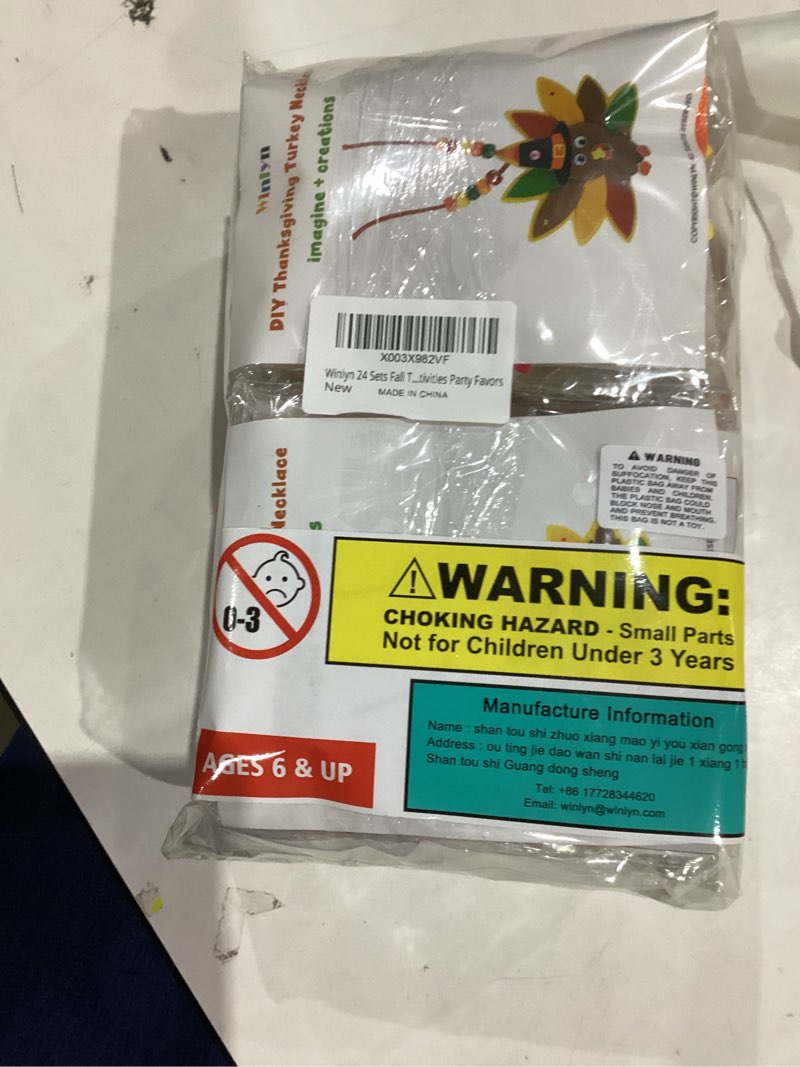 winlyn
DIY Thanksgiving Turkey
imagine + creations
X003X982VF
Winlyn 24 Sets Fall T...tivities Party Favors
New
MADE IN CHINA
Necklace
S
WARNING
TO AVOID DANGER OF
SUFFOCATION, KEEP THIS
PLASTIC BAG AWAY FROM
BABIES AND CHILDREN.
THE PLASTIC BAG COULD
BLOCK NOSE AND MOUTH
AND PREVENT BREATHING.
THIS BAG IS NOT A TOY.
0-3
WARNING:
CHOKING HAZARD - Small Parts
Not for Children Under 3 Years
AGES 6 & UP
Manufacture Information
Name : shan tou shi zhuo xiang mao yi you xian gong
Address : ou ting jie dao wan shi nan lai jie 1 xiang 1
Shan tou shi Guang dong sheng
Tel: +86 17728344620
Email: winlyn@winlyn.com